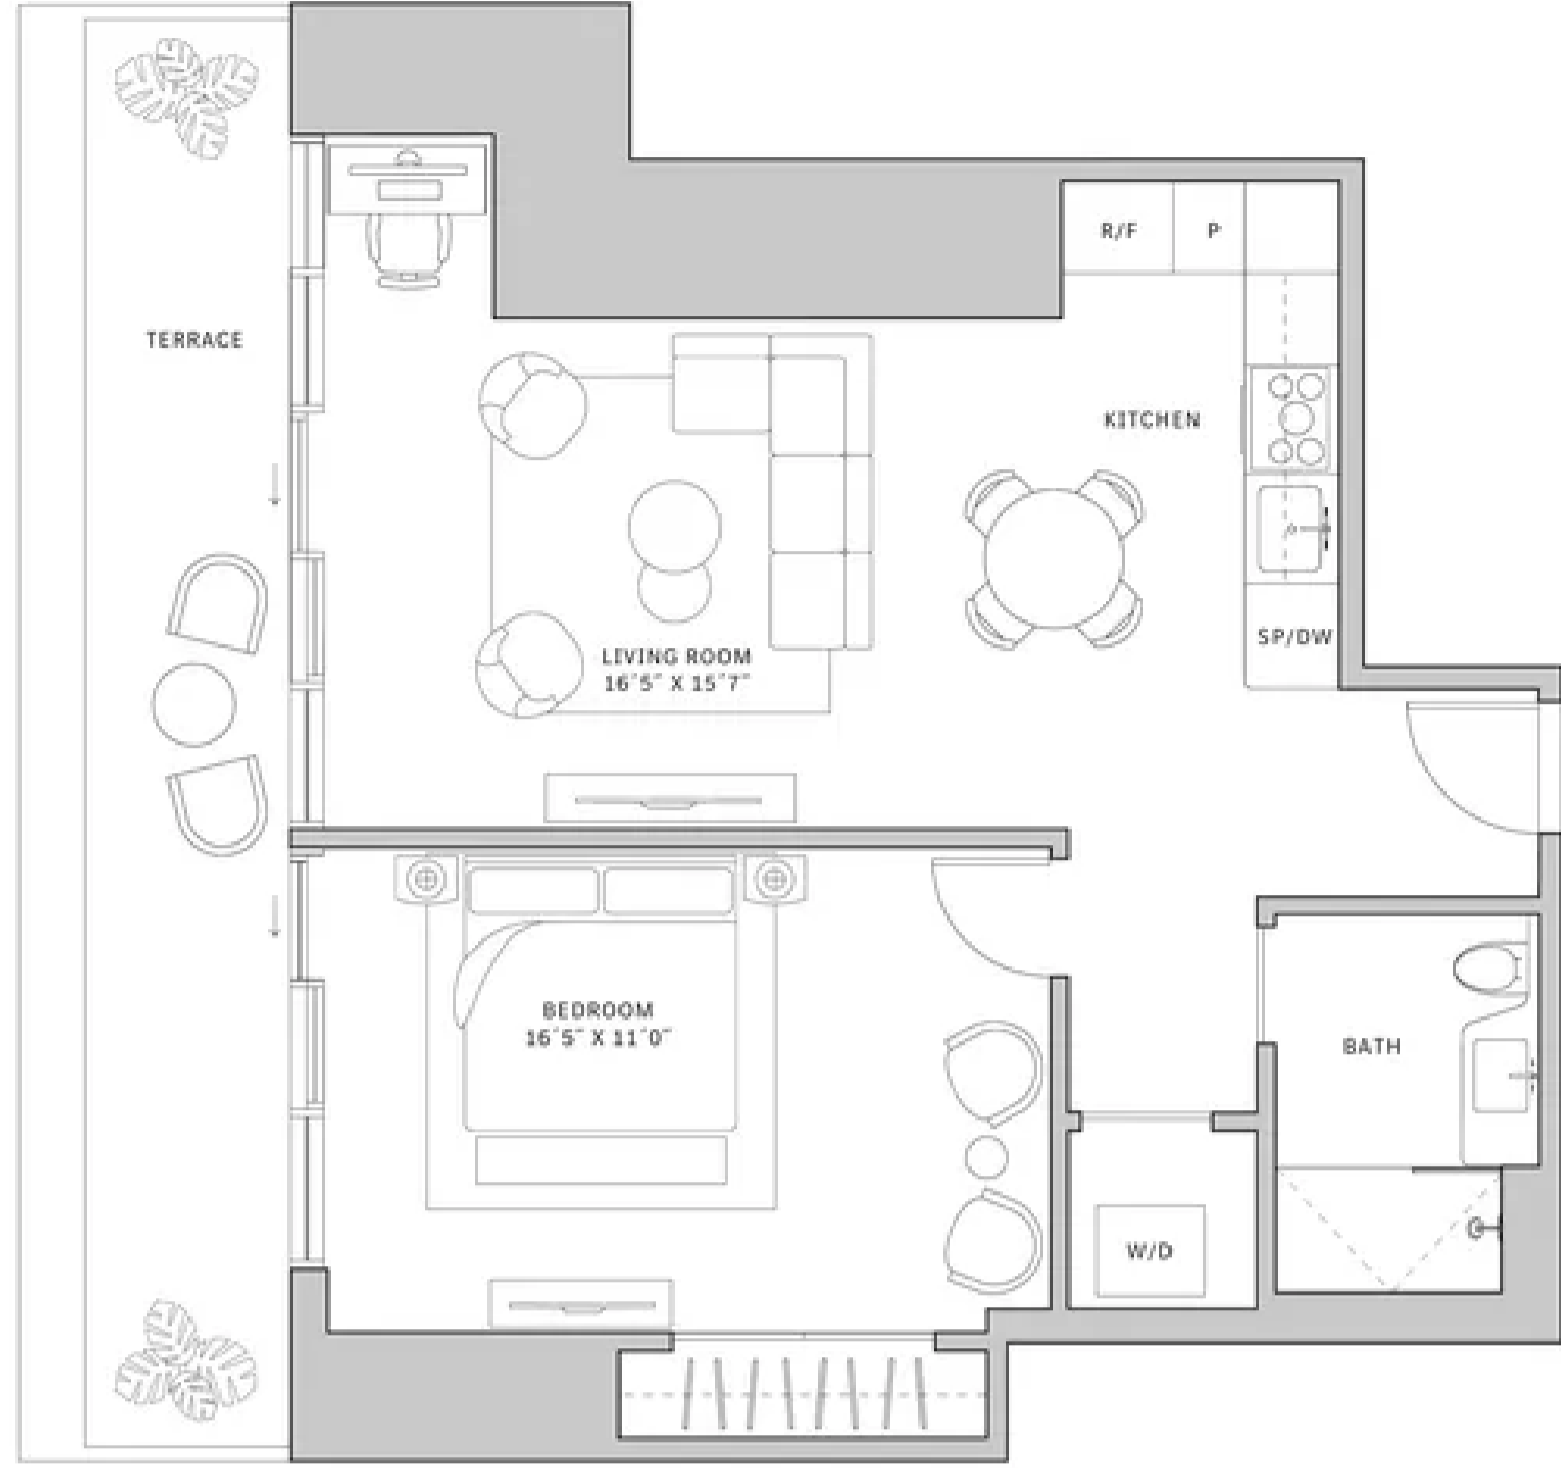 R/F
P
TERRACE
KITCHEN
SP/DW
LIVING ROOM
16´5˝ X 15´7˝
BEDROOM
16´5˝ X 11´0˝
BATH
W/D